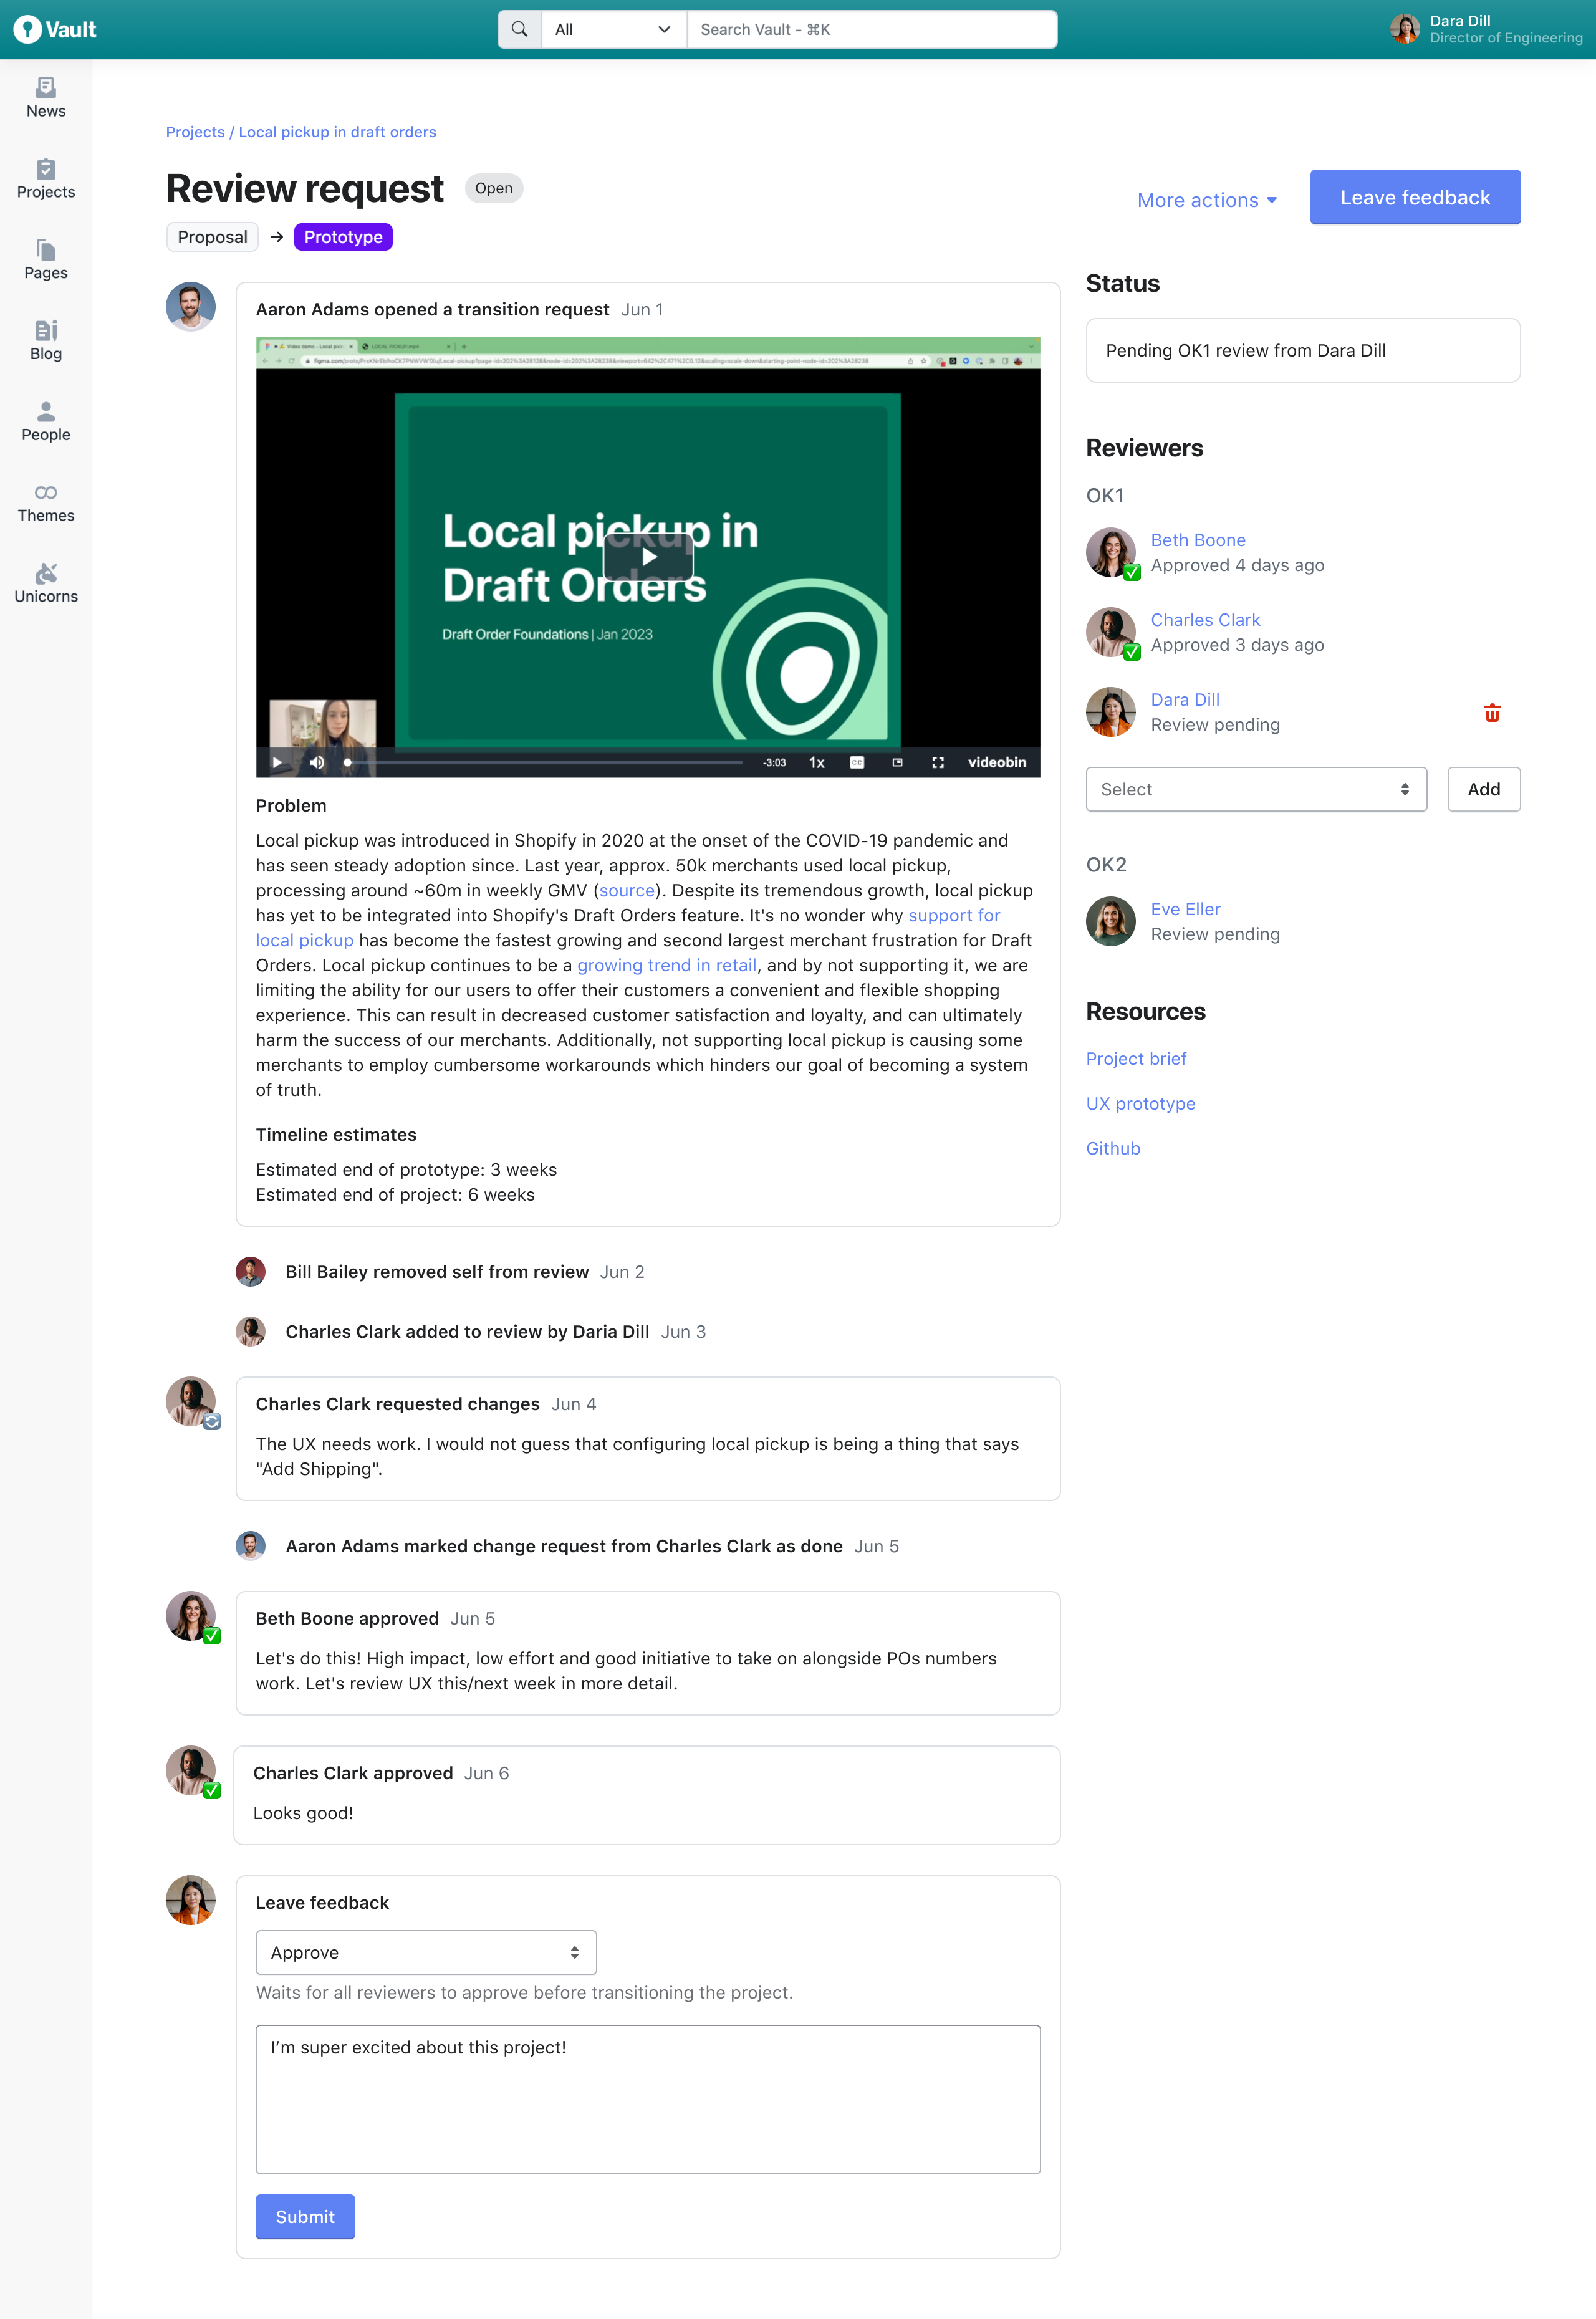 Vault
All
Search Vault - ⌘K
Dara Dill
Director of Engineering
News
Projects
Pages
Blog
People
Themes
Unicorns
Projects / Local pickup in draft orders
Review request
Open
More actions
Leave feedback
Proposal → Prototype
Aaron Adams opened a transition request Jun 1
Local pickup in
Draft Orders
Draft Order Foundations | Jan 2023
-3:03
1x
CC
videobin
Problem
Local pickup was introduced in Shopify in 2020 at the onset of the COVID-19 pandemic and
has seen steady adoption since. Last year, approx. 50k merchants used local pickup,
processing around ~60m in weekly GMV (source). Despite its tremendous growth, local pickup
has yet to be integrated into Shopify's Draft Orders feature. It's no wonder why support for
local pickup has become the fastest growing and second largest merchant frustration for Draft
Orders. Local pickup continues to be a growing trend in retail, and by not supporting it, we are
limiting the ability for our users to offer their customers a convenient and flexible shopping
experience. This can result in decreased customer satisfaction and loyalty, and can ultimately
harm the success of our merchants. Additionally, not supporting local pickup is causing some
merchants to employ cumbersome workarounds which hinders our goal of becoming a system
of truth.
Timeline estimates
Estimated end of prototype: 3 weeks
Estimated end of project: 6 weeks
Bill Bailey removed self from review Jun 2
Charles Clark added to review by Daria Dill Jun 3
Charles Clark requested changes Jun 4
The UX needs work. I would not guess that configuring local pickup is being a thing that says
"Add Shipping".
Aaron Adams marked change request from Charles Clark as done Jun 5
Beth Boone approved Jun 5
Let's do this! High impact, low effort and good initiative to take on alongside POs numbers
work. Let's review UX this/next week in more detail.
Charles Clark approved Jun 6
Looks good!
Leave feedback
Approve
Waits for all reviewers to approve before transitioning the project.
I’m super excited about this project!
Submit
Status
Pending OK1 review from Dara Dill
Reviewers
OK1
Beth Boone
Approved 4 days ago
Charles Clark
Approved 3 days ago
Dara Dill
Review pending
Select
Add
OK2
Eve Eller
Review pending
Resources
Project brief
UX prototype
Github